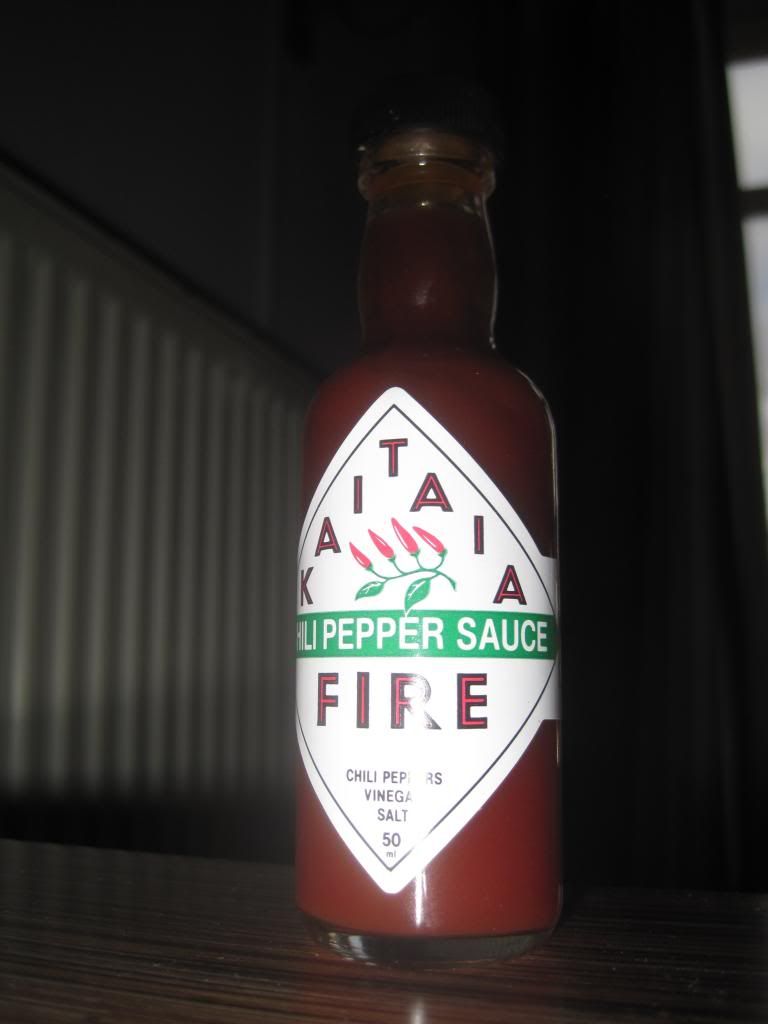 KAITAIA
HILI PEPPER SAUCE
FIRE
CHILI PEPPERS
VINEGA
SALT
50
ml